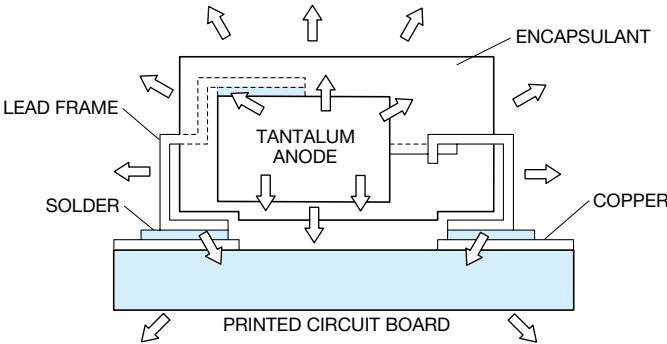 ENCAPSULANT
LEAD FRAME
TANTALUM
ANODE
SOLDER
COPPER
PRINTED CIRCUIT BOARD